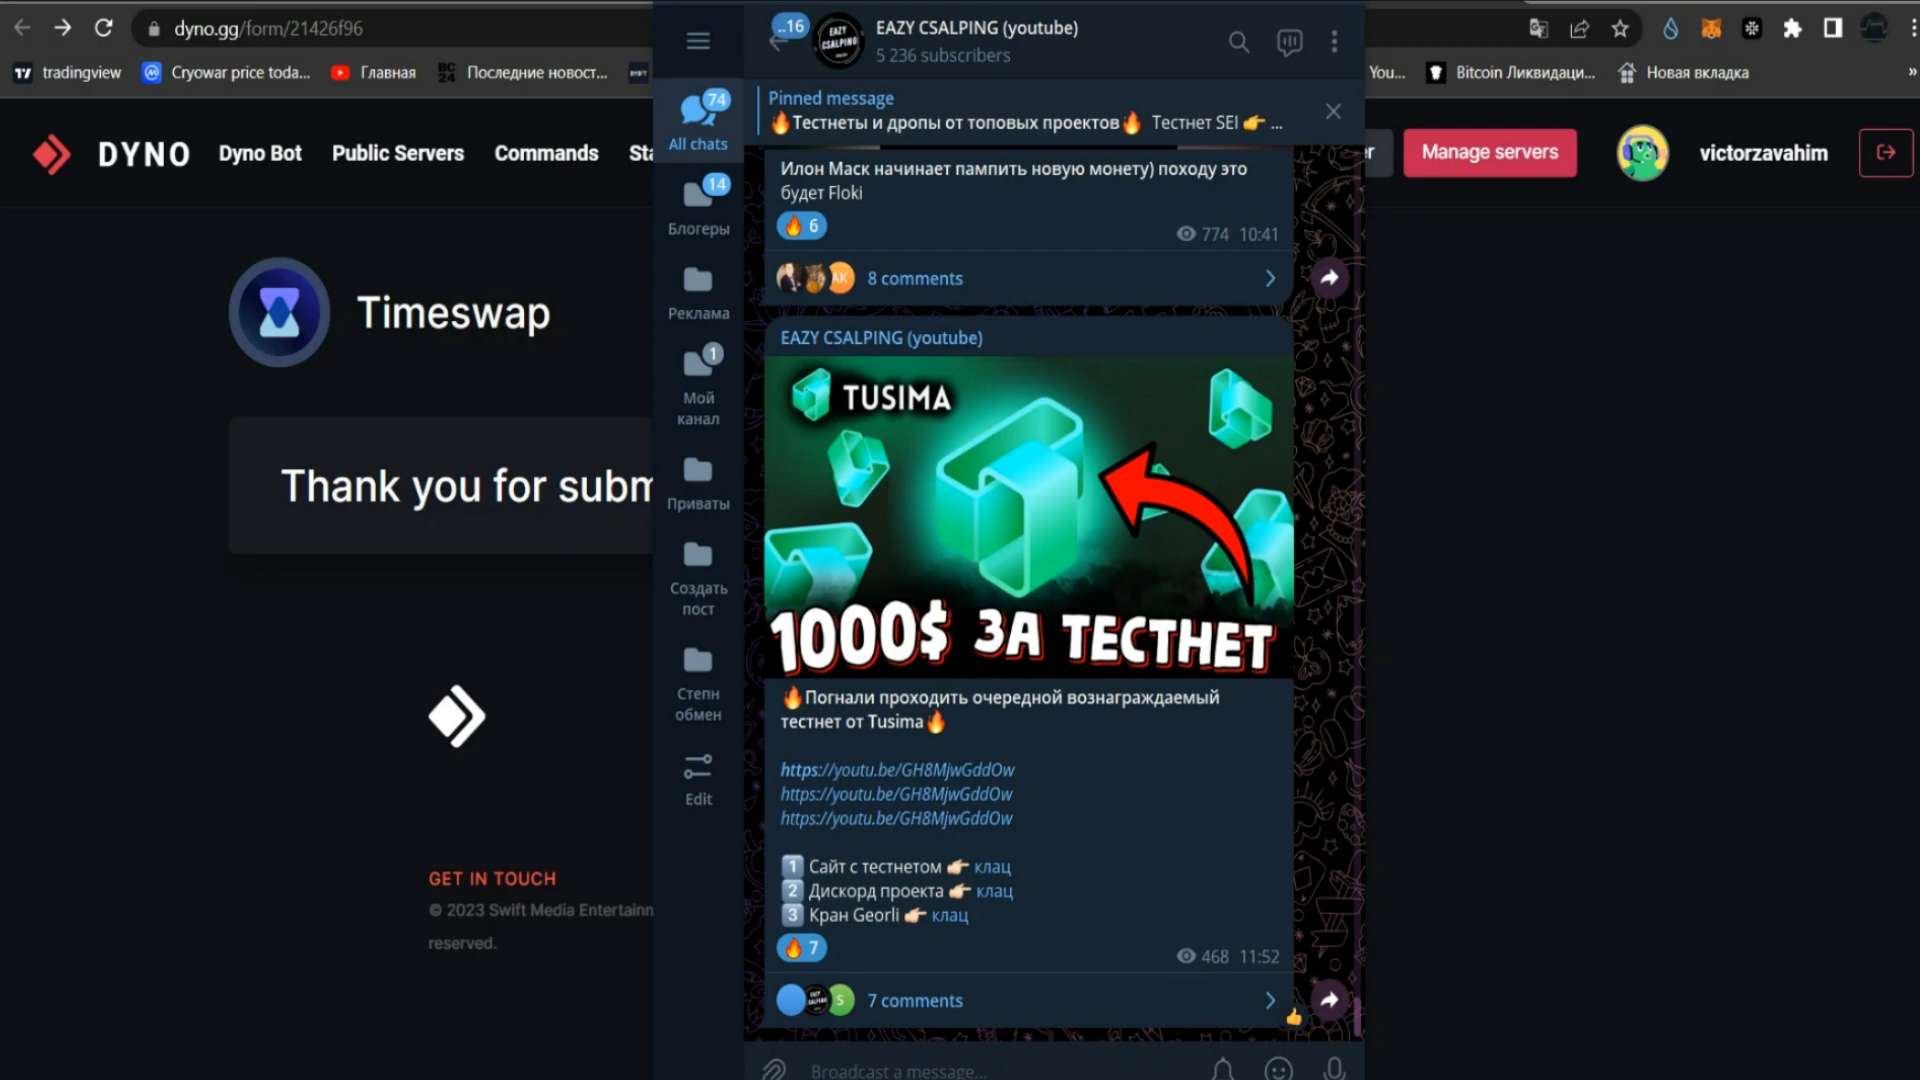 dyno.gg/form/21426f96
tradingview
Cryowar price toda...
Главная
Последние новост...
You...
Bitcoin Ликвидаци...
Новая вкладка
»
DYNO
Dyno Bot
Public Servers
Commands
Sta
r
Manage servers
victorzavahim
Timeswap
Thank you for subm
GET IN TOUCH
© 2023 Swift Media Entertainn
reserved.
74
All chats
14
Блогеры
Реклама
1
Мой
канал
Приваты
Создать
пост
Степн
обмен
Edit
..16
EAZY CSALPING (youtube)
5 236 subscribers
Pinned message
🔥Тестнеты и дропы от топовых проектов🔥 Тестнет SEI 👉 ...
Илон Маск начинает пампить новую монету) походу это
будет Floki
🔥 6
774 10:41
AK
8 comments
EAZY CSALPING (youtube)
TUSIMA
1000$ ЗА ТЕСТНЕТ
🔥Погнали проходить очередной вознаграждаемый
тестнет от Tusima🔥
https://youtu.be/GH8MjwGddOw
https://youtu.be/GH8MjwGddOw
https://youtu.be/GH8MjwGddOw
1 Сайт с тестнетом 👉 клац
2 Дискорд проекта 👉 клац
3 Кран Georli 👉 клац
🔥 7
468 11:52
S
7 comments
Broadcast a message...